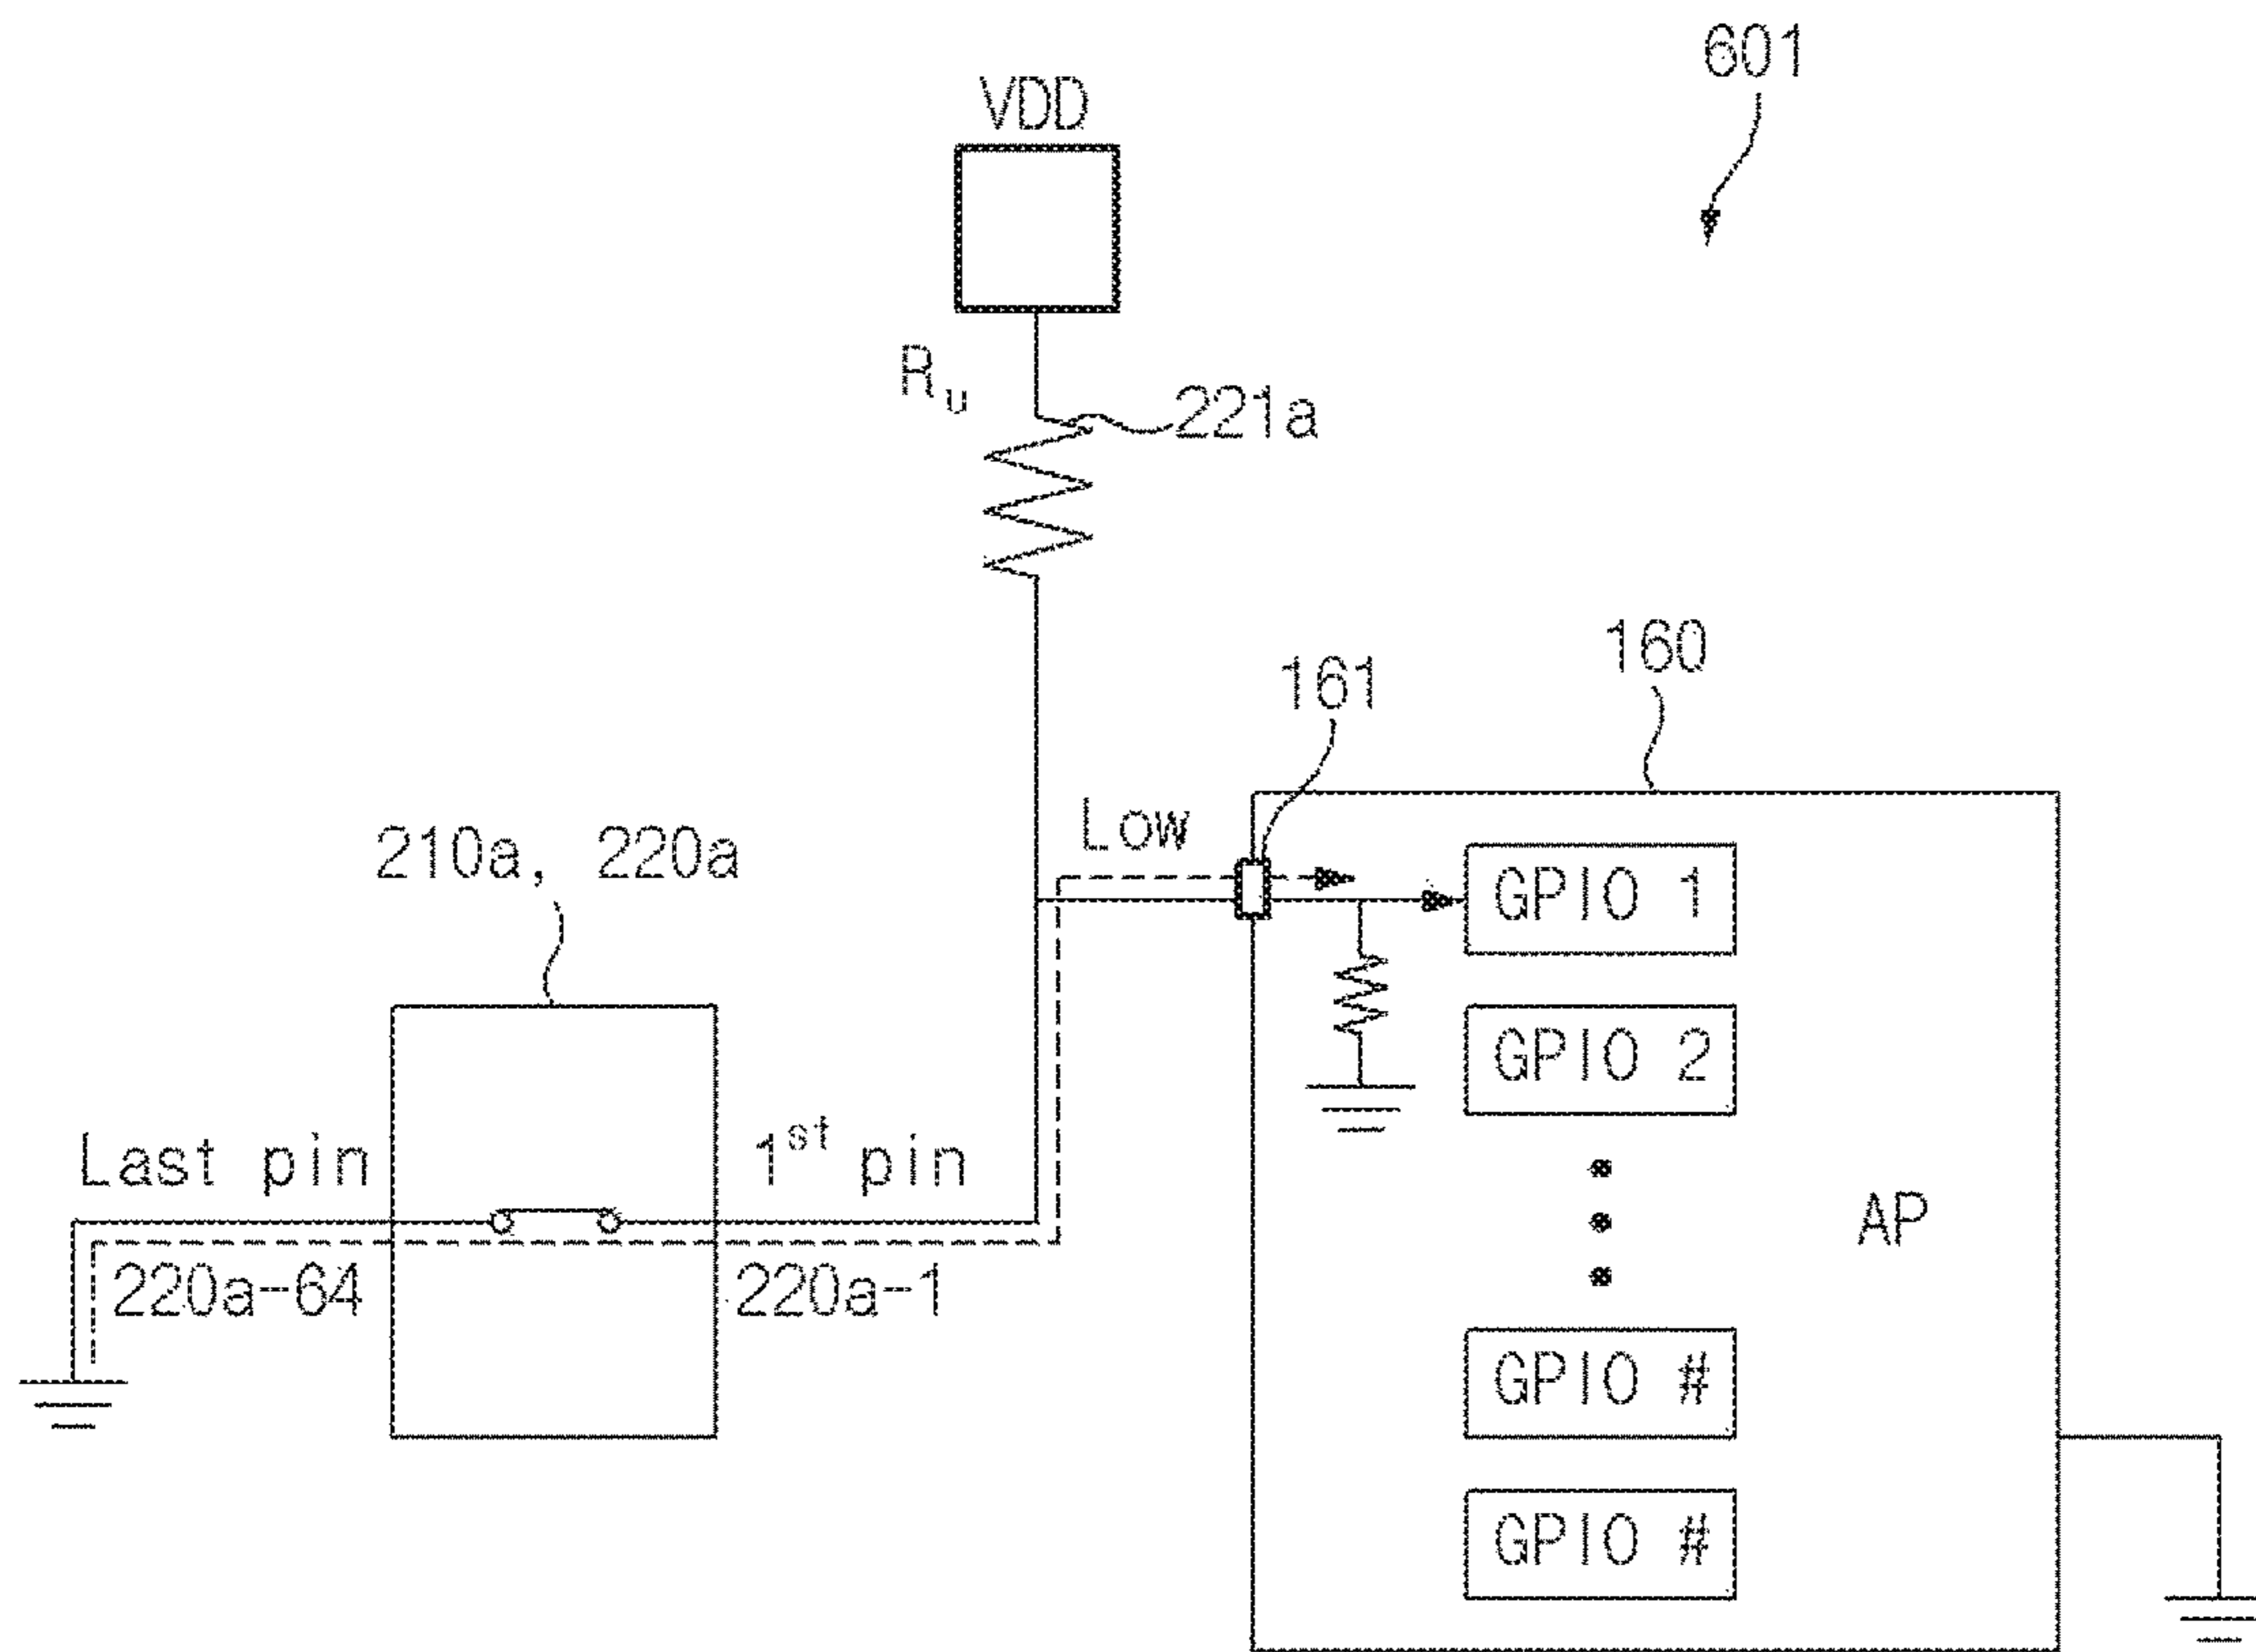 601
VDD
Ru
221a
160
161
Low
210a, 220a
GPIO 1
GPIO 2
Last pin
1st pin
AP
220a-64
220a-1
GPIO #
GPIO #